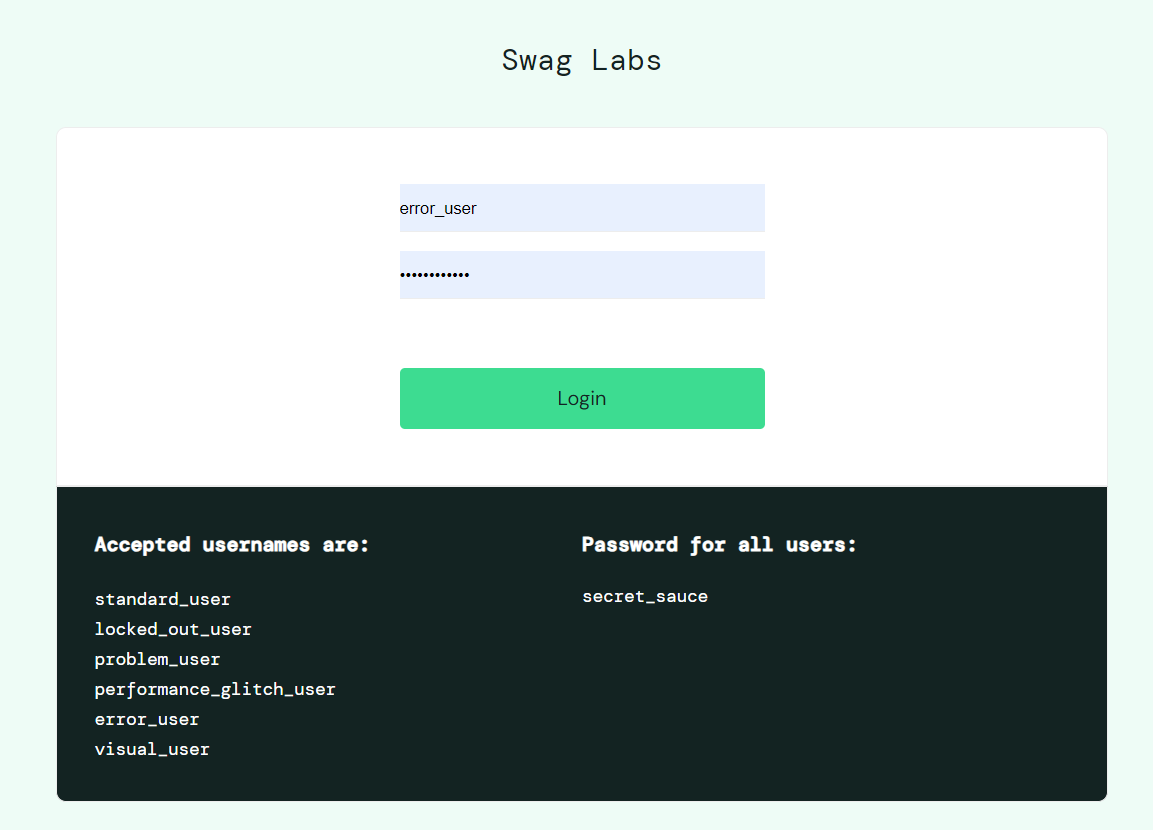 Swag Labs
error_user
••••••••••••
Login
Accepted usernames are:
standard_user
locked_out_user
problem_user
performance_glitch_user
error_user
visual_user
Password for all users:
secret_sauce